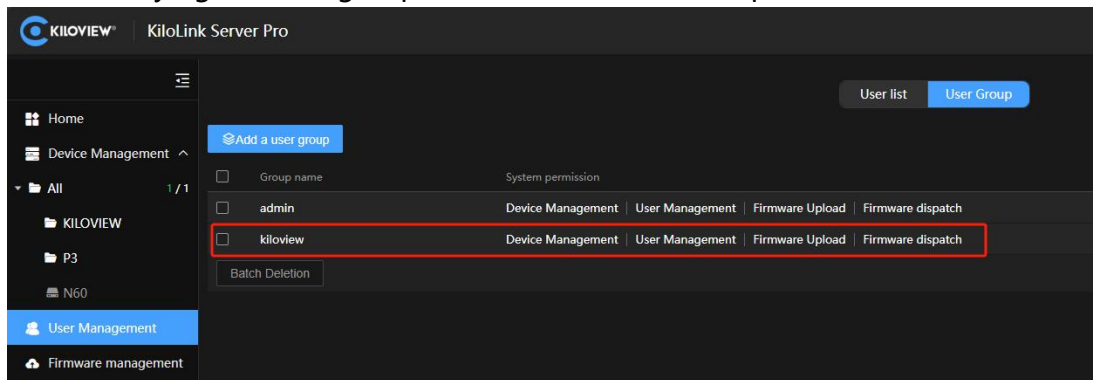 KILOVIEW® KiloLink Server Pro
User list User Group
Home
Add a user group
Device Management
Group name System permission
All 1/1
admin Device Management User Management Firmware Upload Firmware dispatch
KILOVIEW
kiloview Device Management User Management Firmware Upload Firmware dispatch
P3
Batch Deletion
N60
User Management
Firmware management